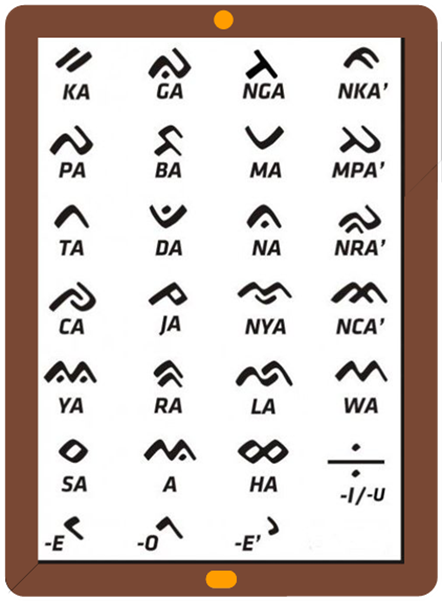 ᨀ ᨁ ᨂ ᨃ
KA GA NGA NKA'
ᨄ ᨅ ᨆ ᨇ
PA BA MA MPA'
ᨈ ᨉ ᨊ ᨋ
TA DA NA NRA'
ᨌ ᨍ ᨎ ᨏ
CA JA NYA NCA'
ᨐ ᨑ ᨒ ᨓ
YA RA LA WA
ᨔ ᨕ ᨖ ᨗ ᨘ
SA A HA -I/-U
-E ᨙ -O ᨚ -E' ᨛ